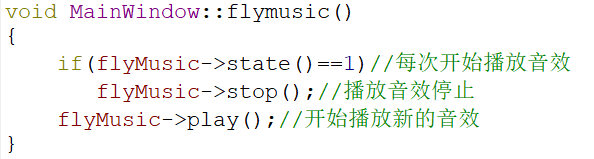 void MainWindow::flymusic()
{
    if(flyMusic->state()==1)//每次开始播放音效
       flyMusic->stop();//播放音效停止
    flyMusic->play();//开始播放新的音效
}